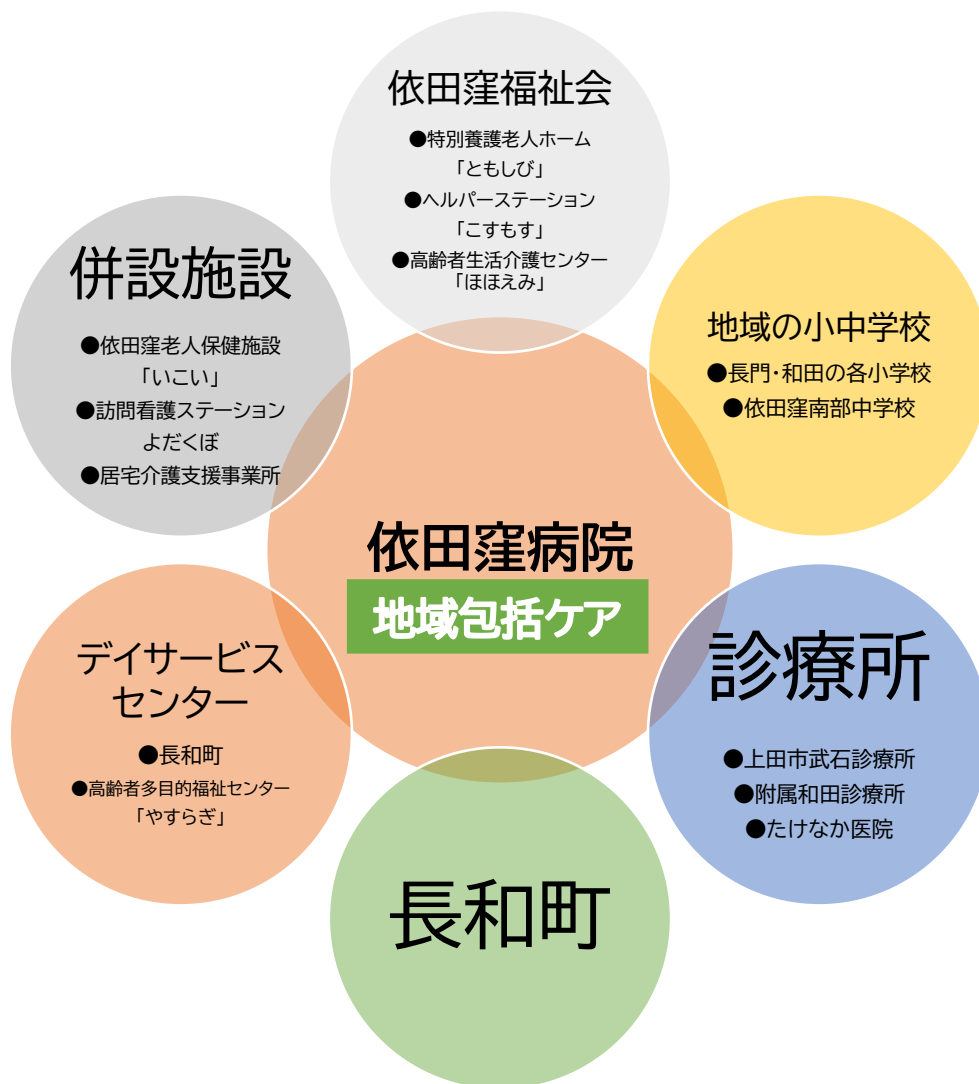 依田窪福祉会
●特別養護老人ホーム
「ともしび」
●ヘルパーステーション
「こすもす」
●高齢者生活介護センター
「ほほえみ」
併設施設
●依田窪老人保健施設
「いこい」
●訪問看護ステーション
よだくぼ
●居宅介護支援事業所
地域の小中学校
●長門・和田の各小学校
●依田窪南部中学校
依田窪病院
地域包括ケア
デイサービス
センター
●長和町
●高齢者多目的福祉センター
「やすらぎ」
診療所
●上田市武石診療所
●附属和田診療所
●たけなか医院
長和町